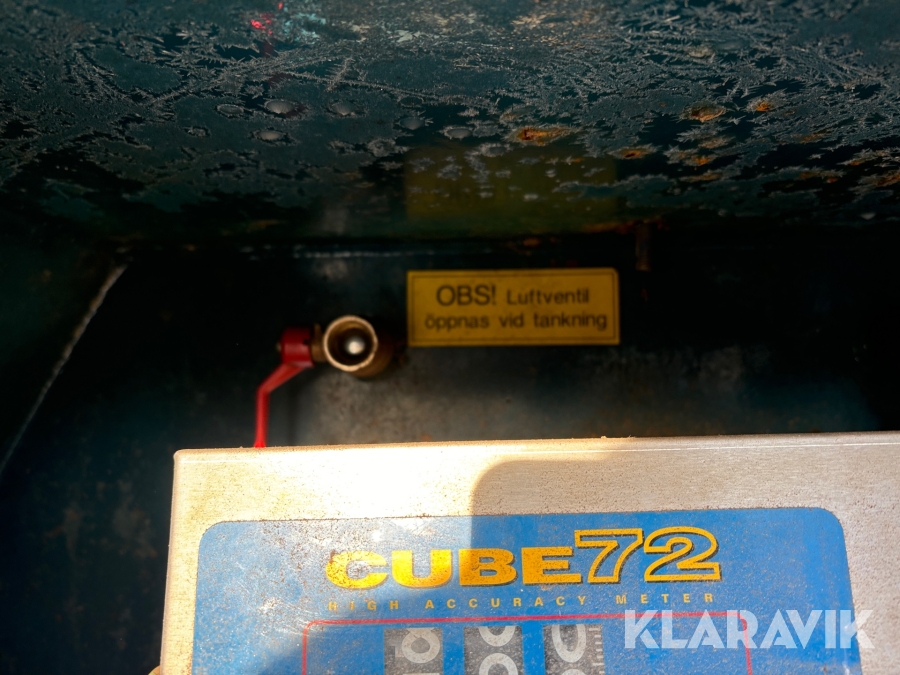 OBS! Luftventil
öppnas vid tankning
CUBE72
HIGH ACCURACY METER
KLARAVIK